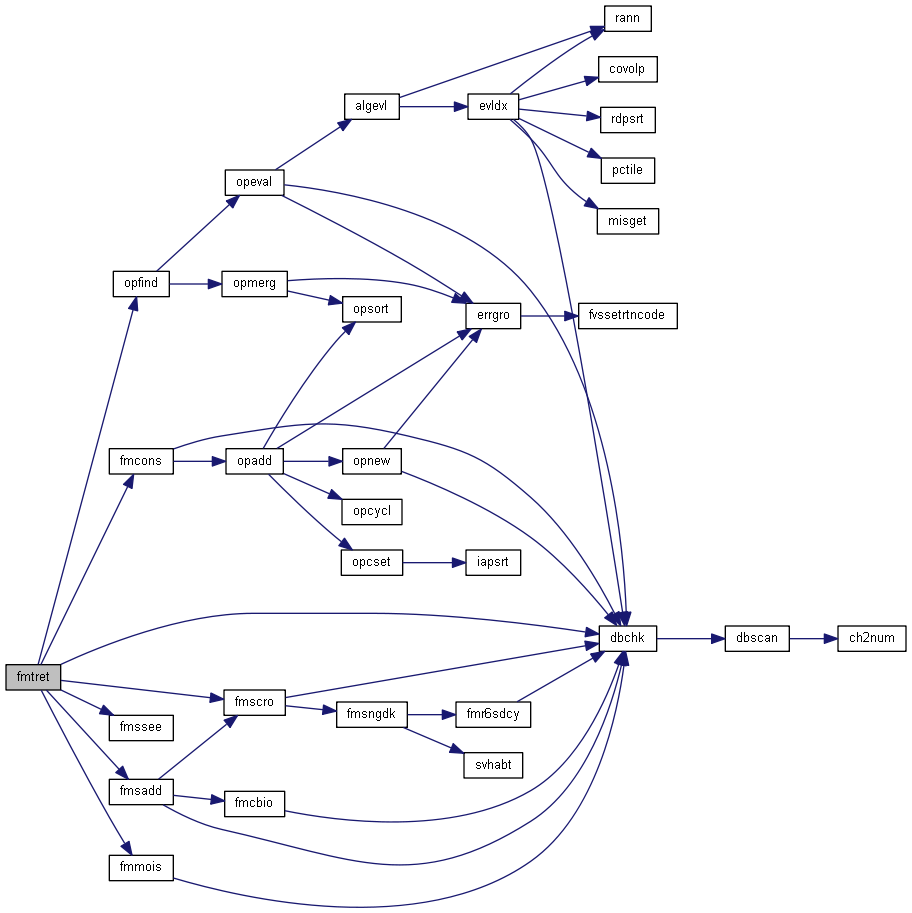 rann
covolp
algevl
evldx
rdpsrt
pctile
opeval
misget
opfind
opmerg
opsort
errgro
fvssetrtncode
fmcons
opadd
opnew
opcycl
opcset
iapsrt
dbchk
dbscan
ch2num
fmtret
fmscro
fmsngdk
fmr6sdcy
fmssee
svhabt
fmsadd
fmcbio
fmmois